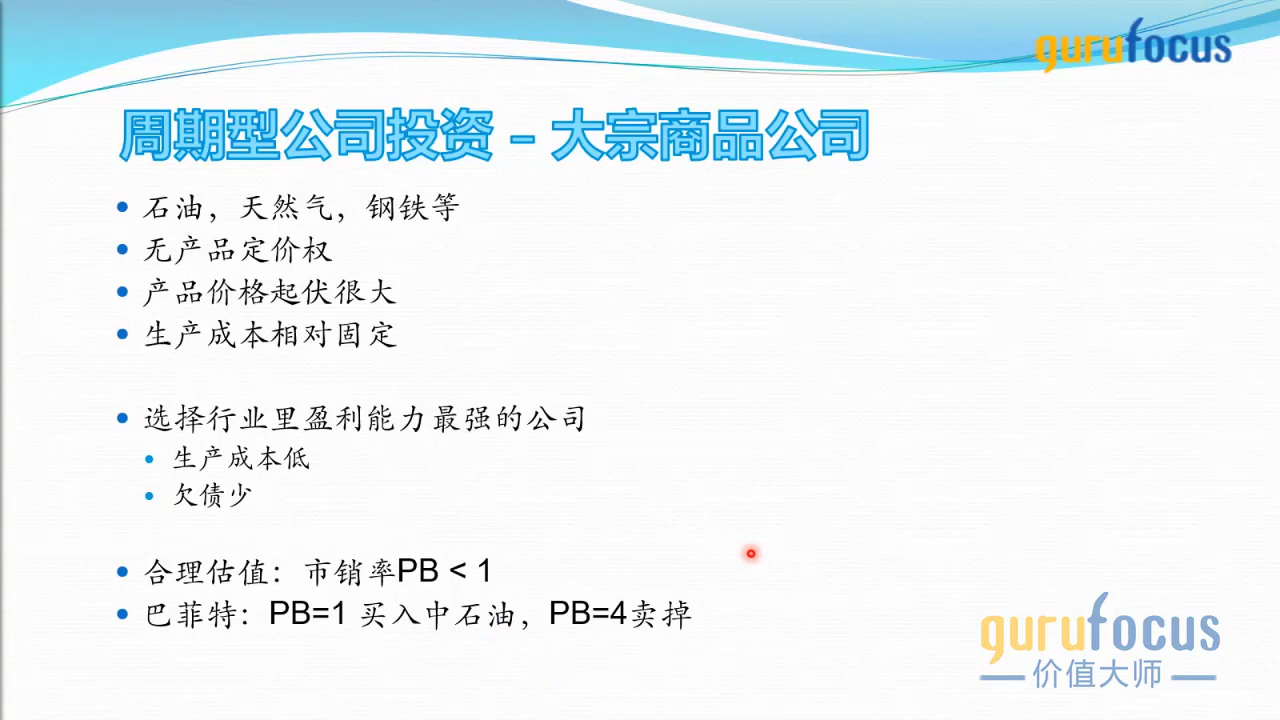 gurufocus
周期型公司投资 – 大宗商品公司
石油，天然气，钢铁等
无产品定价权
产品价格起伏很大
生产成本相对固定
选择行业里盈利能力最强的公司
生产成本低
欠债少
合理估值：市销率PB < 1
巴菲特：PB=1 买入中石油，PB=4卖掉
gurufocus
价值大师